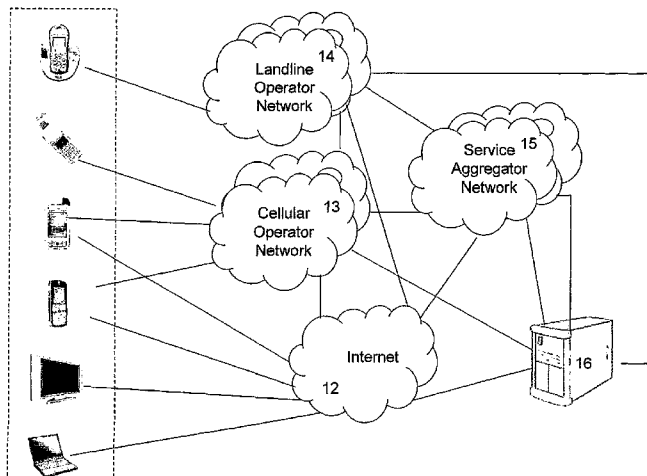 14
Landline
Operator
Network
15
Service
Aggregator
Network
13
Cellular
Operator
Network
Internet
12
16